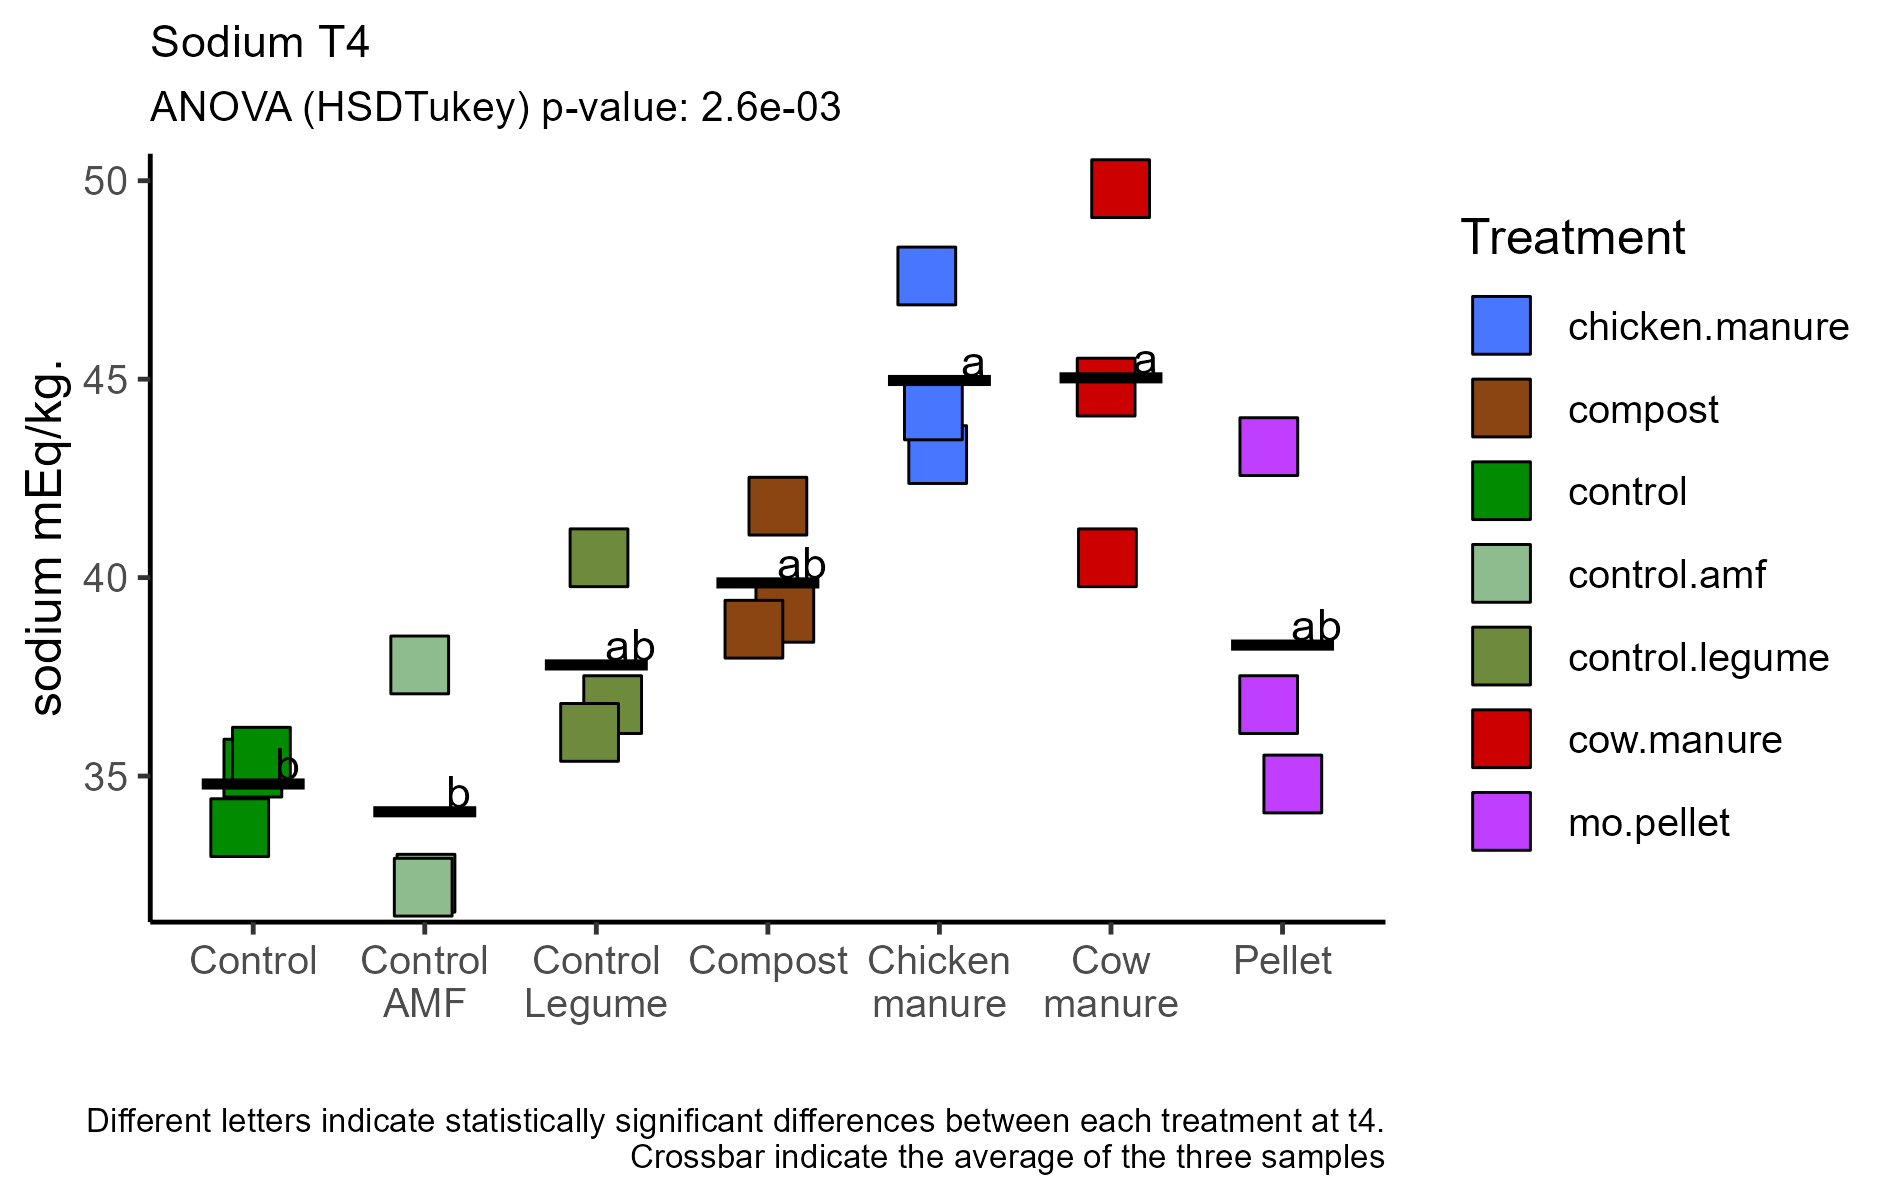 Sodium T4
ANOVA (HSDTukey) p-value: 2.6e-03
sodium mEq/kg.
50
45
40
35
b
b
ab
ab
a
a
ab
Control
Control
AMF
Control
Legume
Compost
Chicken
manure
Cow
manure
Pellet
Treatment
chicken.manure
compost
control
control.amf
control.legume
cow.manure
mo.pellet
Different letters indicate statistically significant differences between each treatment at t4.
Crossbar indicate the average of the three samples